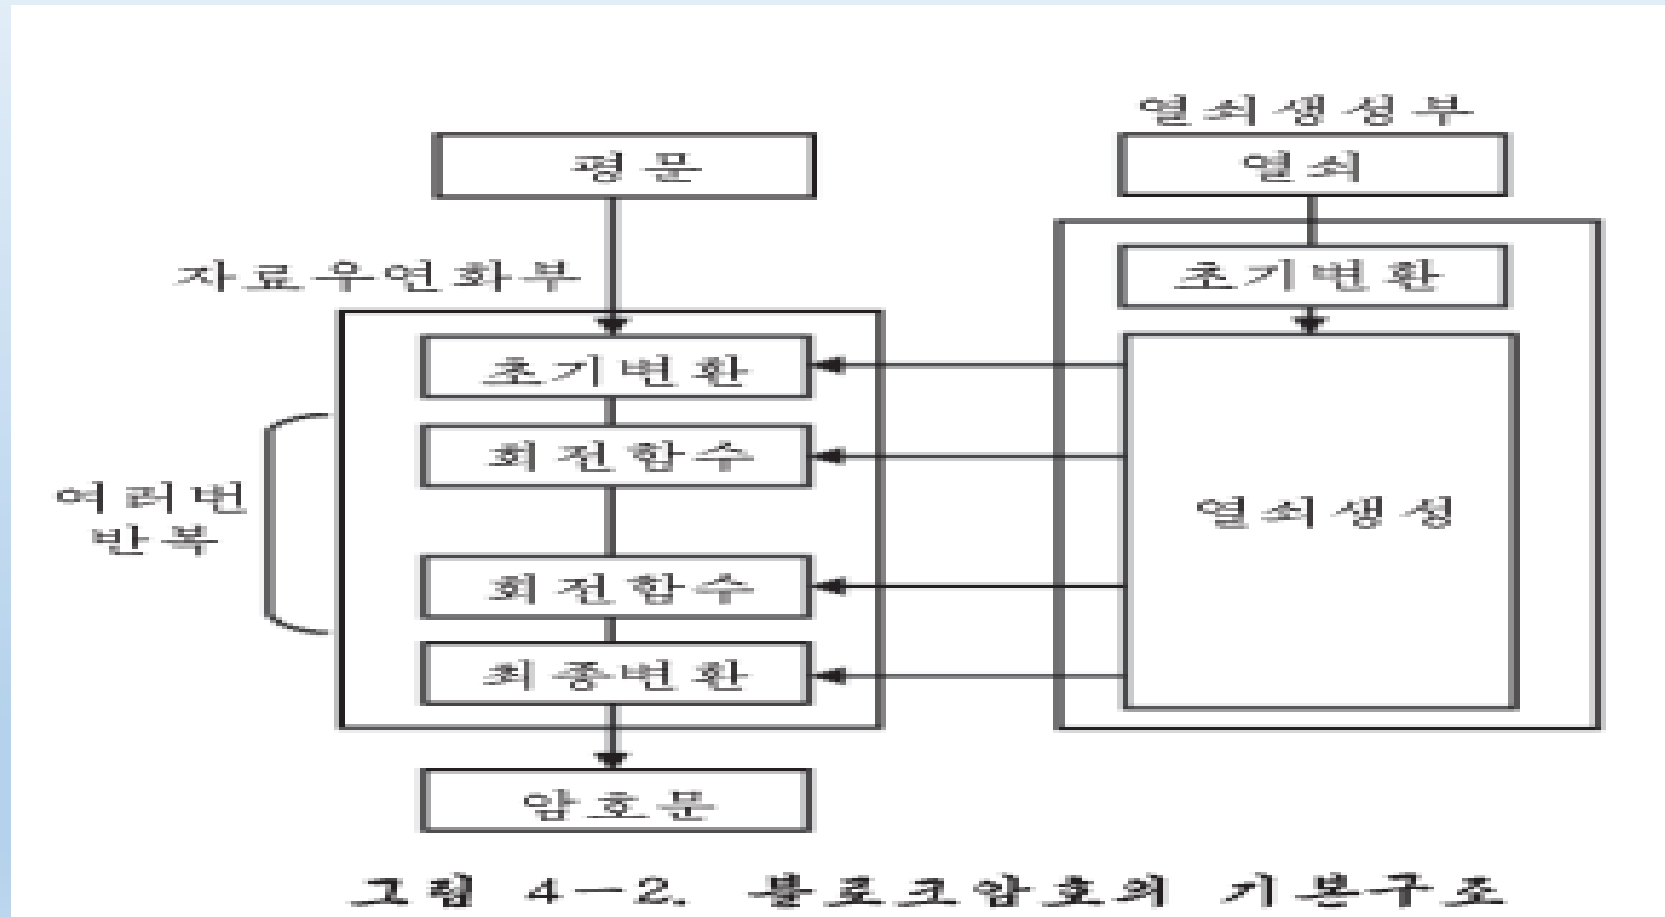 열쇠생성부
평문
열쇠
자료우연화부
초기변환
초기변환
회전함수
여러번
반복
열쇠생성
회전함수
최종변환
암호문
그림 4-2. 블로크암호의 기본구조